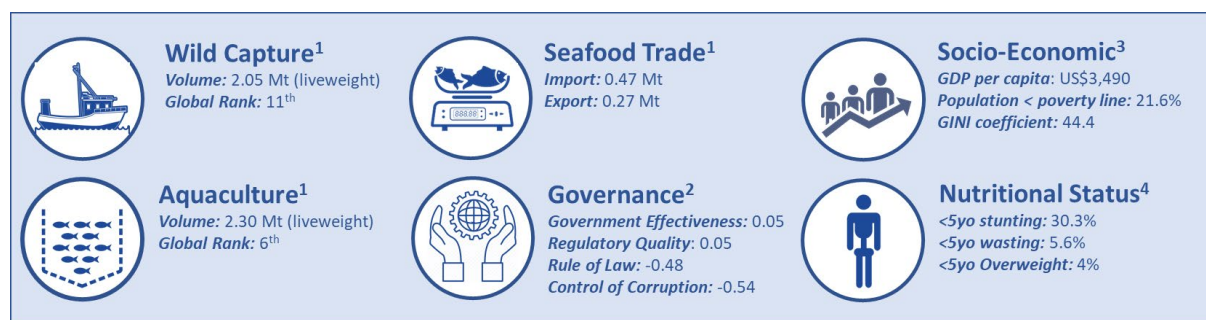 Wild Capture¹
Volume: 2.05 Mt (liveweight)
Global Rank: 11ᵗʰ
Seafood Trade¹
Import: 0.47 Mt
Export: 0.27 Mt
Socio-Economic³
GDP per capita: US$3,490
Population < poverty line: 21.6%
GINI coefficient: 44.4
Aquaculture¹
Volume: 2.30 Mt (liveweight)
Global Rank: 6ᵗʰ
Governance²
Government Effectiveness: 0.05
Regulatory Quality: 0.05
Rule of Law: -0.48
Control of Corruption: -0.54
Nutritional Status⁴
<5yo stunting: 30.3%
<5yo wasting: 5.6%
<5yo Overweight: 4%